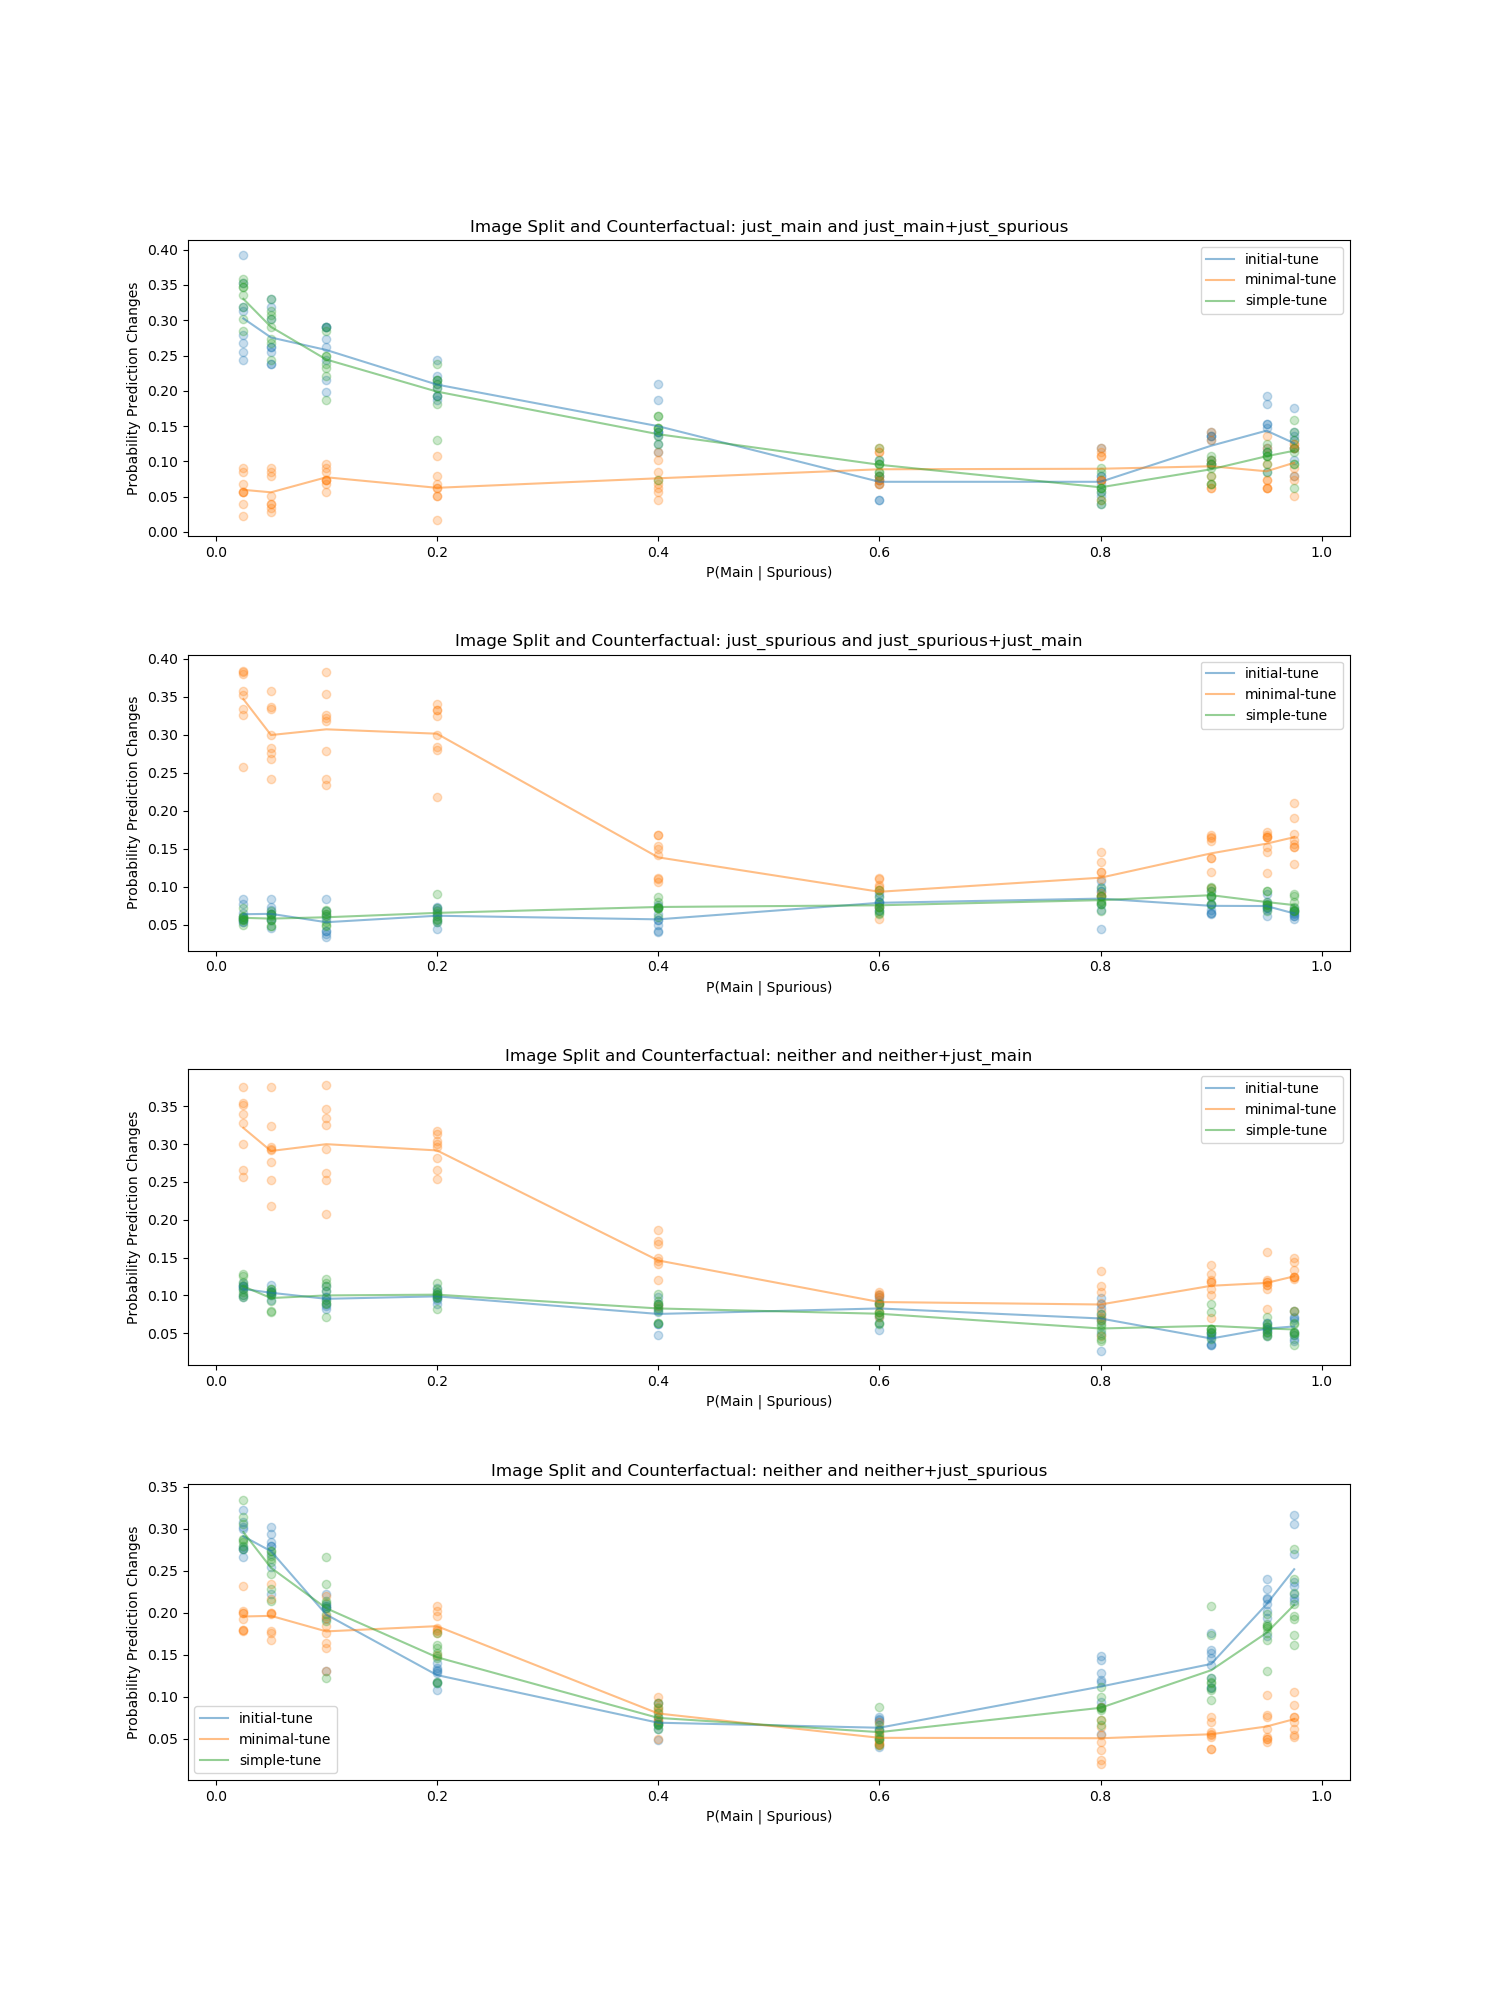 Image Split and Counterfactual: just_main and just_main+just_spurious
0.40
0.35
0.30
0.25
0.20
0.15
0.10
0.05
0.00
Probability Prediction Changes
initial-tune
minimal-tune
simple-tune
0.0 0.2 0.4 0.6 0.8 1.0
P(Main | Spurious)
Image Split and Counterfactual: just_spurious and just_spurious+just_main
0.40
0.35
0.30
0.25
0.20
0.15
0.10
0.05
Probability Prediction Changes
initial-tune
minimal-tune
simple-tune
0.0 0.2 0.4 0.6 0.8 1.0
P(Main | Spurious)
Image Split and Counterfactual: neither and neither+just_main
0.35
0.30
0.25
0.20
0.15
0.10
0.05
Probability Prediction Changes
initial-tune
minimal-tune
simple-tune
0.0 0.2 0.4 0.6 0.8 1.0
P(Main | Spurious)
Image Split and Counterfactual: neither and neither+just_spurious
0.35
0.30
0.25
0.20
0.15
0.10
0.05
Probability Prediction Changes
initial-tune
minimal-tune
simple-tune
0.0 0.2 0.4 0.6 0.8 1.0
P(Main | Spurious)